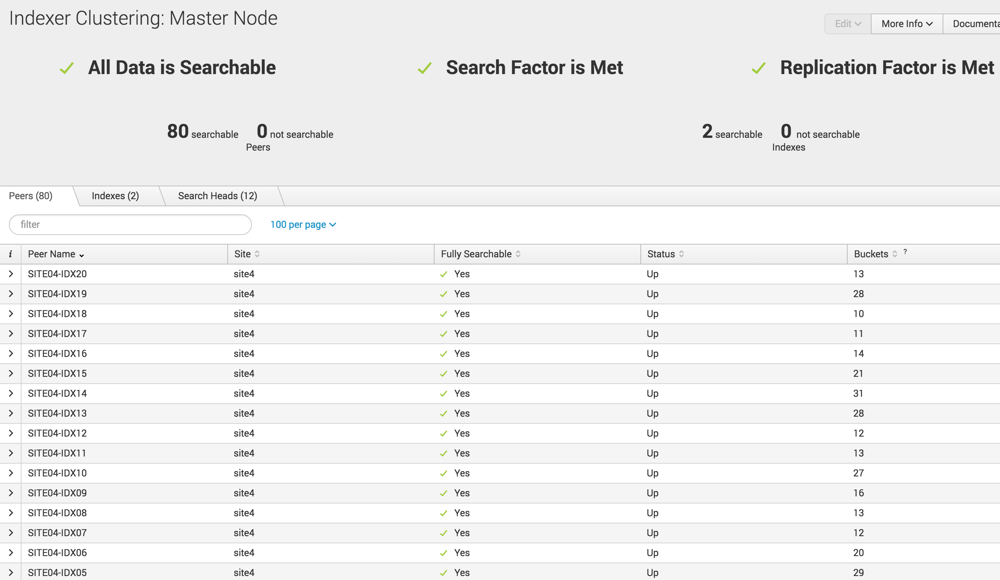 Indexer Clustering: Master Node
Edit More Info Documenta
All Data is Searchable Search Factor is Met Replication Factor is Met
80 searchable 0 not searchable 2 searchable 0 not searchable
Peers Indexes
Peers (80) Indexes (2) Search Heads (12)
filter 100 per page
i Peer Name Site Fully Searchable Status Buckets ?
SITE04-IDX20 site4 Yes Up 13
SITE04-IDX19 site4 Yes Up 28
SITE04-IDX18 site4 Yes Up 10
SITE04-IDX17 site4 Yes Up 11
SITE04-IDX16 site4 Yes Up 14
SITE04-IDX15 site4 Yes Up 21
SITE04-IDX14 site4 Yes Up 31
SITE04-IDX13 site4 Yes Up 28
SITE04-IDX12 site4 Yes Up 12
SITE04-IDX11 site4 Yes Up 13
SITE04-IDX10 site4 Yes Up 27
SITE04-IDX09 site4 Yes Up 16
SITE04-IDX08 site4 Yes Up 13
SITE04-IDX07 site4 Yes Up 12
SITE04-IDX06 site4 Yes Up 20
SITE04-IDX05 site4 Yes Up 29